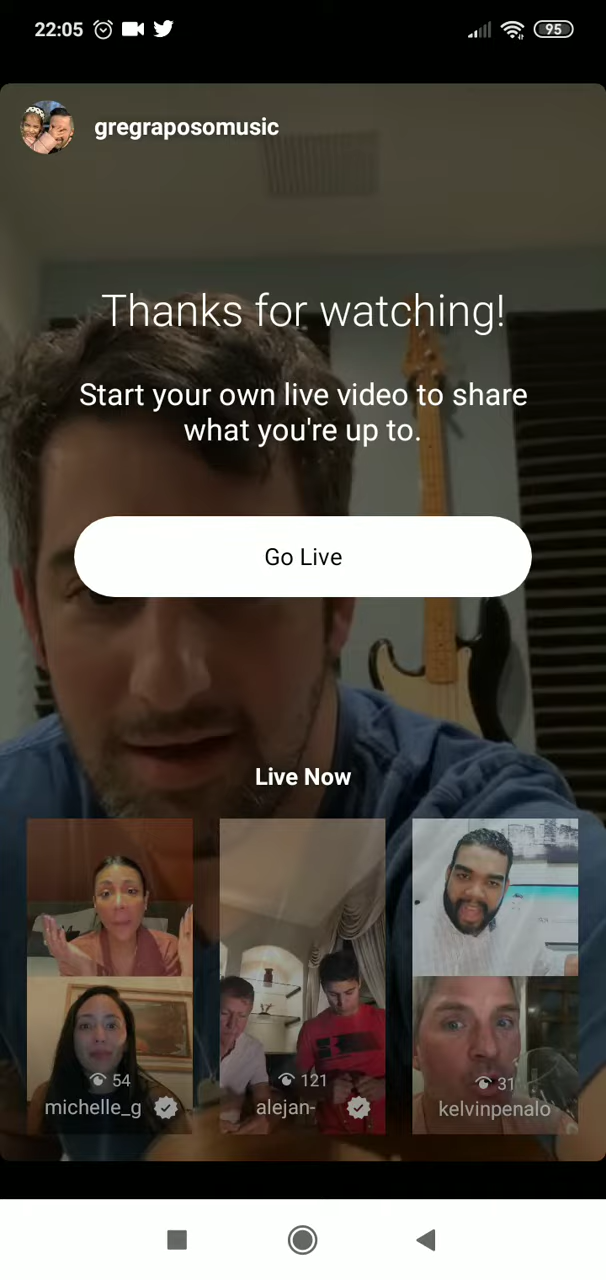 22:05
95
gregraposomusic
Thanks for watching!
Start your own live video to share
what you're up to.
Go Live
Live Now
54
michelle_g
121
alejan-
31
kelvinpenalo